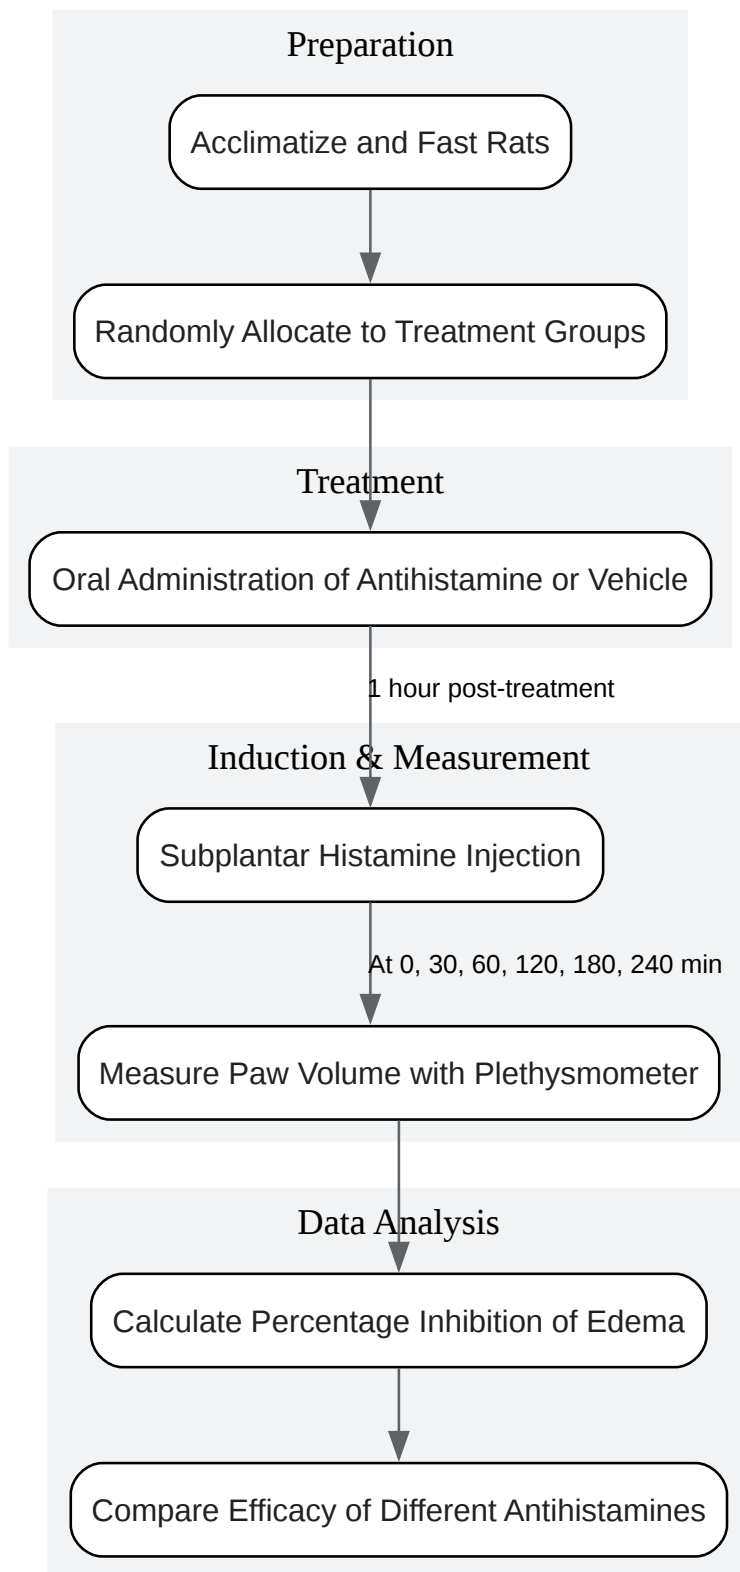 Preparation
Acclimatize and Fast Rats
Randomly Allocate to Treatment Groups
Treatment
Oral Administration of Antihistamine or Vehicle
1 hour post-treatment
Induction & Measurement
Subplantar Histamine Injection
At 0, 30, 60, 120, 180, 240 min
Measure Paw Volume with Plethysmometer
Data Analysis
Calculate Percentage Inhibition of Edema
Compare Efficacy of Different Antihistamines